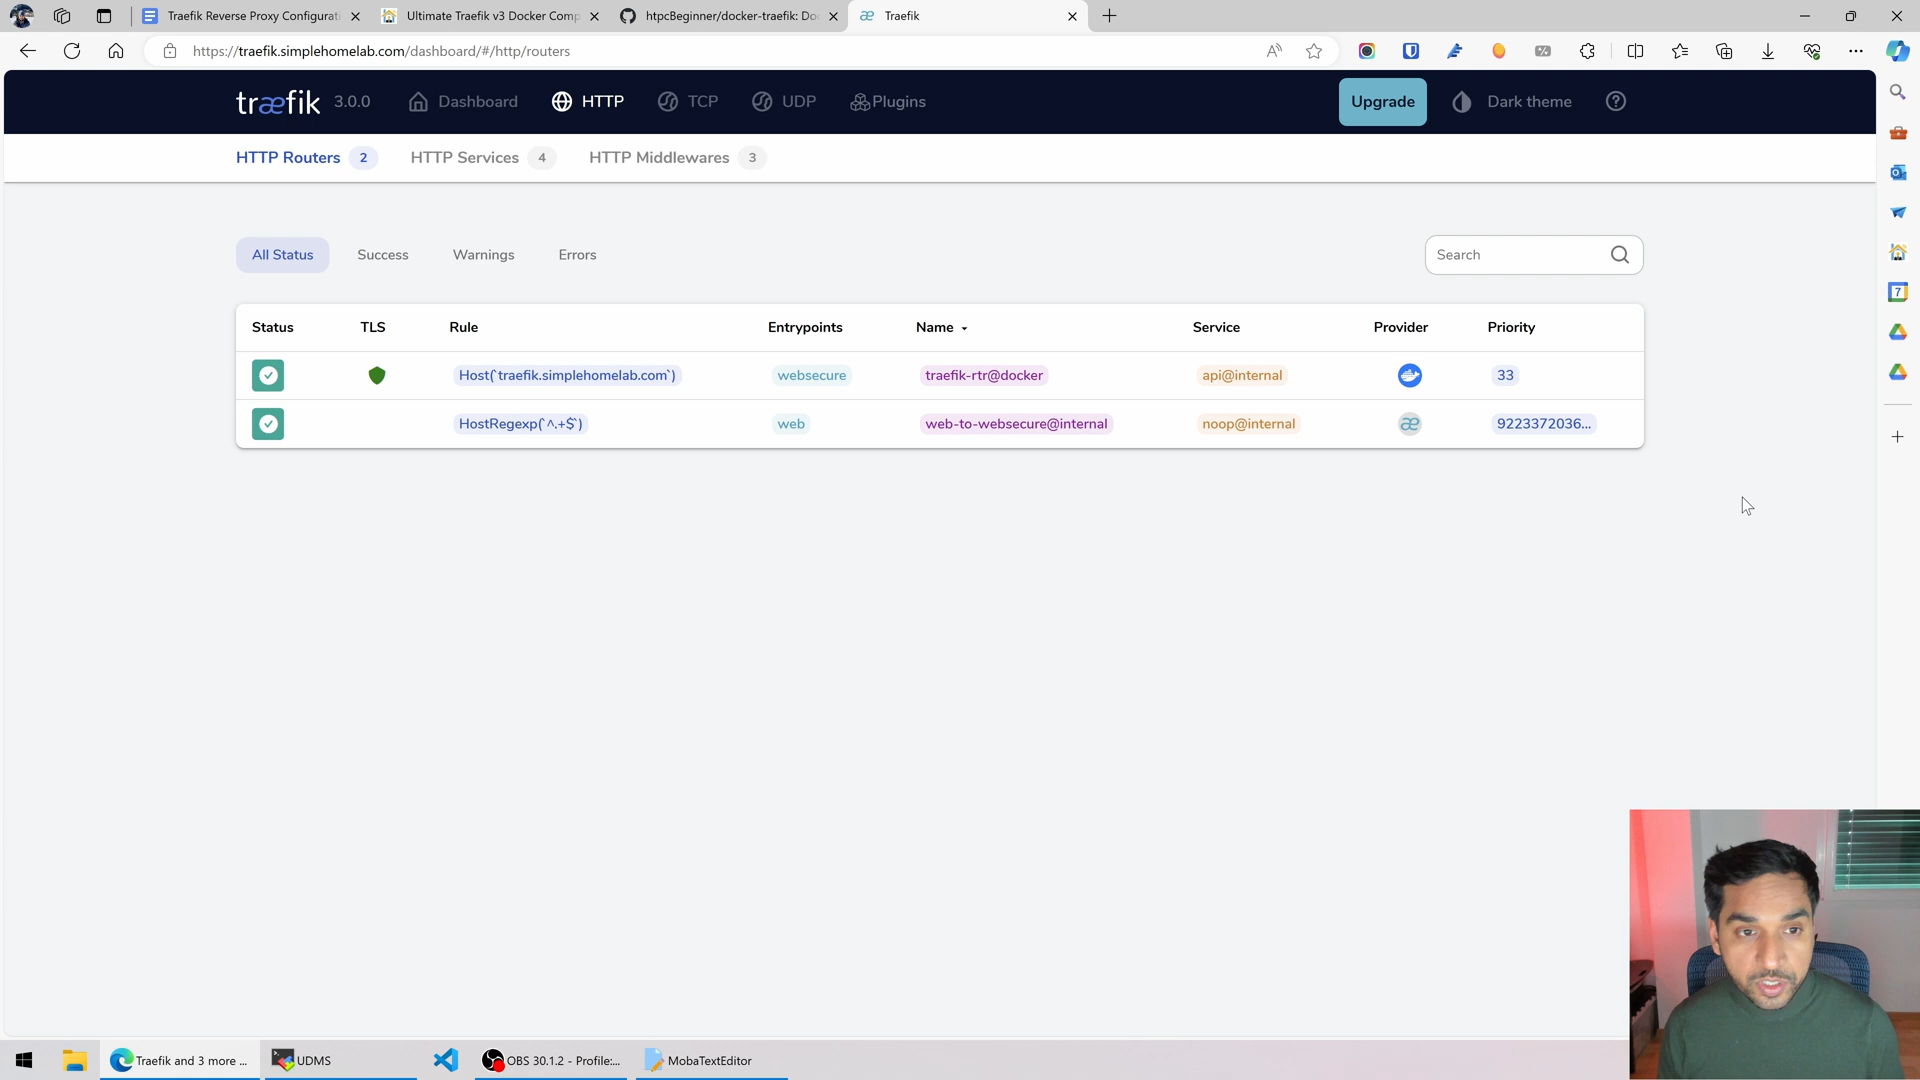 Traefik Reverse Proxy Configurati
Ultimate Traefik v3 Docker Comp
htpcBeginner/docker-traefik: Do
Traefik
https://traefik.simplehomelab.com/dashboard/#/http/routers
træfik 3.0.0
Dashboard
HTTP
TCP
UDP
Plugins
Upgrade
Dark theme
HTTP Routers 2
HTTP Services 4
HTTP Middlewares 3
All Status
Success
Warnings
Errors
Search
Status TLS Rule Entrypoints Name Service Provider Priority
Host(`traefik.simplehomelab.com`) websecure traefik-rtr@docker api@internal 33
HostRegexp(`^.+$`) web web-to-websecure@internal noop@internal æ 9223372036...
7
Traefik and 3 more ...
UDMS
OBS 30.1.2 - Profile:...
MobaTextEditor